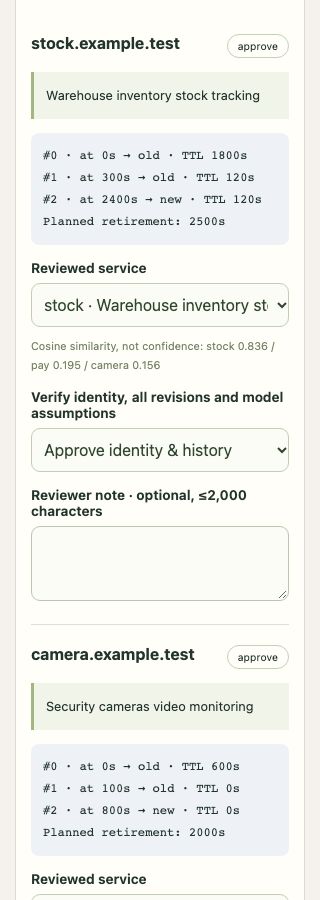 stock.example.test
approve
Warehouse inventory stock tracking
#0 · at 0s → old · TTL 1800s
#1 · at 300s → old · TTL 120s
#2 · at 2400s → new · TTL 120s
Planned retirement: 2500s
Reviewed service
stock · Warehouse inventory st
Cosine similarity, not confidence: stock 0.836 /
pay 0.195 / camera 0.156
Verify identity, all revisions and model
assumptions
Approve identity & history
Reviewer note · optional, ≤2,000
characters
camera.example.test
approve
Security cameras video monitoring
#0 · at 0s → old · TTL 600s
#1 · at 100s → old · TTL 0s
#2 · at 800s → new · TTL 0s
Planned retirement: 2000s
Reviewed service